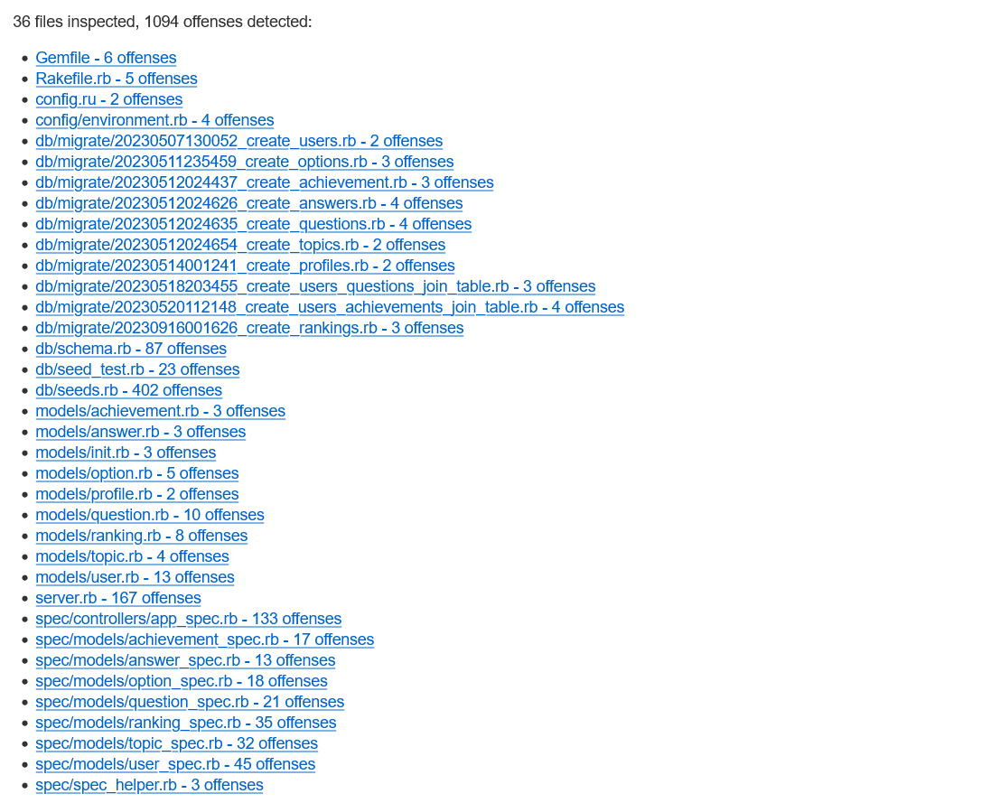 36 files inspected, 1094 offenses detected:
Gemfile - 6 offenses
Rakefile.rb - 5 offenses
config.ru - 2 offenses
config/environment.rb - 4 offenses
db/migrate/20230507130052_create_users.rb - 2 offenses
db/migrate/20230511235459_create_options.rb - 3 offenses
db/migrate/20230512024437_create_achievement.rb - 3 offenses
db/migrate/20230512024626_create_answers.rb - 4 offenses
db/migrate/20230512024635_create_questions.rb - 4 offenses
db/migrate/20230512024654_create_topics.rb - 2 offenses
db/migrate/20230514001241_create_profiles.rb - 2 offenses
db/migrate/20230518203455_create_users_questions_join_table.rb - 3 offenses
db/migrate/20230520112148_create_users_achievements_join_table.rb - 4 offenses
db/migrate/20230916001626_create_rankings.rb - 3 offenses
db/schema.rb - 87 offenses
db/seed_test.rb - 23 offenses
db/seeds.rb - 402 offenses
models/achievement.rb - 3 offenses
models/answer.rb - 3 offenses
models/init.rb - 3 offenses
models/option.rb - 5 offenses
models/profile.rb - 2 offenses
models/question.rb - 10 offenses
models/ranking.rb - 8 offenses
models/topic.rb - 4 offenses
models/user.rb - 13 offenses
server.rb - 167 offenses
spec/controllers/app_spec.rb - 133 offenses
spec/models/achievement_spec.rb - 17 offenses
spec/models/answer_spec.rb - 13 offenses
spec/models/option_spec.rb - 18 offenses
spec/models/question_spec.rb - 21 offenses
spec/models/ranking_spec.rb - 35 offenses
spec/models/topic_spec.rb - 32 offenses
spec/models/user_spec.rb - 45 offenses
spec/spec_helper.rb - 3 offenses